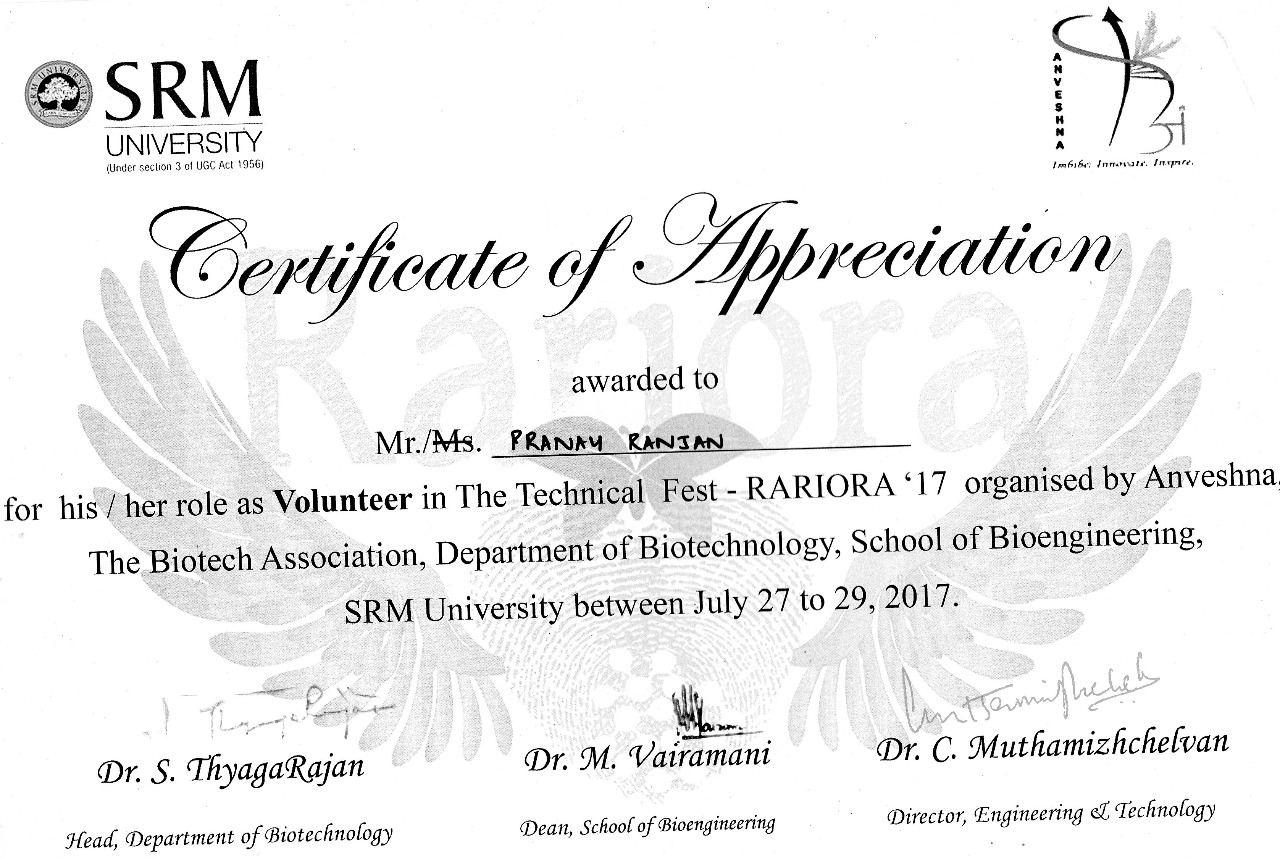 SRM
UNIVERSITY
(Under section 3 of UGC Act 1956)
SRM UNIVERSITY
ANVESHNA
Imbibe. Innovate. Inspire.
Certificate of Appreciation
Rariora
awarded to
Mr./Ms. PRANAY RANJAN
for his / her role as Volunteer in The Technical Fest - RARIORA ‘17 organised by Anveshna,
The Biotech Association, Department of Biotechnology, School of Bioengineering,
SRM University between July 27 to 29, 2017.
Dr. S. ThyagaRajan
Dr. M. Vairamani
Dr. C. Muthamizhchelvan
Head, Department of Biotechnology
Dean, School of Bioengineering
Director, Engineering & Technology